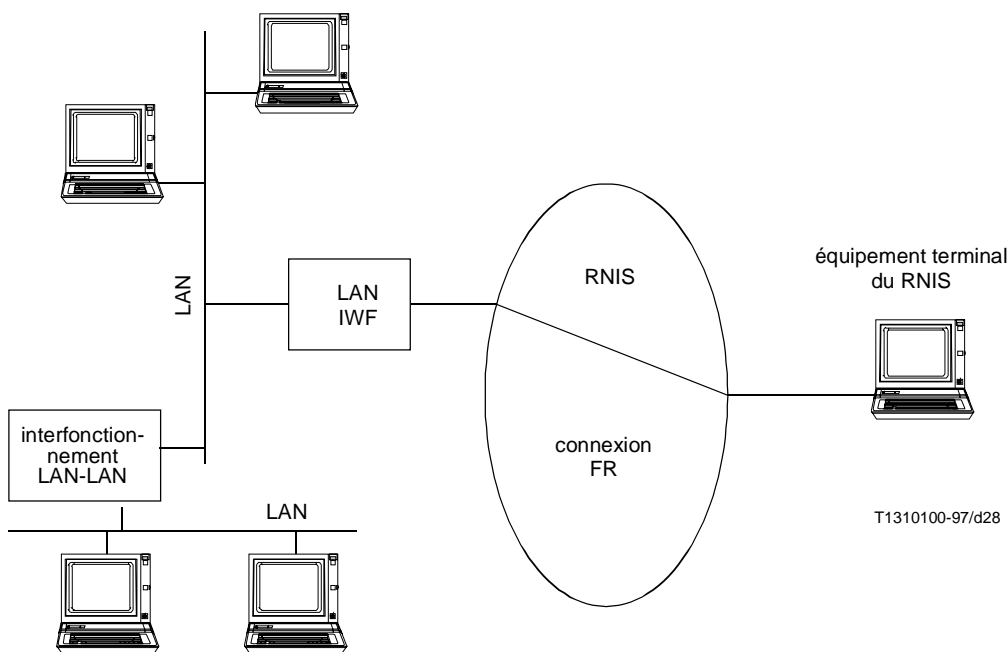 LAN
LAN
IWF
RNIS
équipement terminal
du RNIS
interfonction-
nement
LAN-LAN
connexion
FR
LAN
T1310100-97/d28